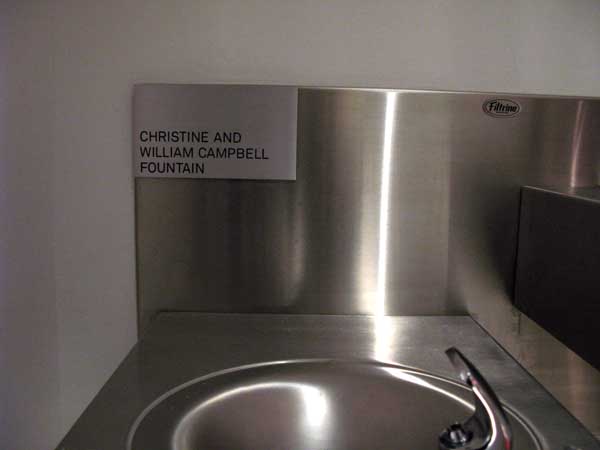 CHRISTINE AND
WILLIAM CAMPBELL
FOUNTAIN
Filtrine